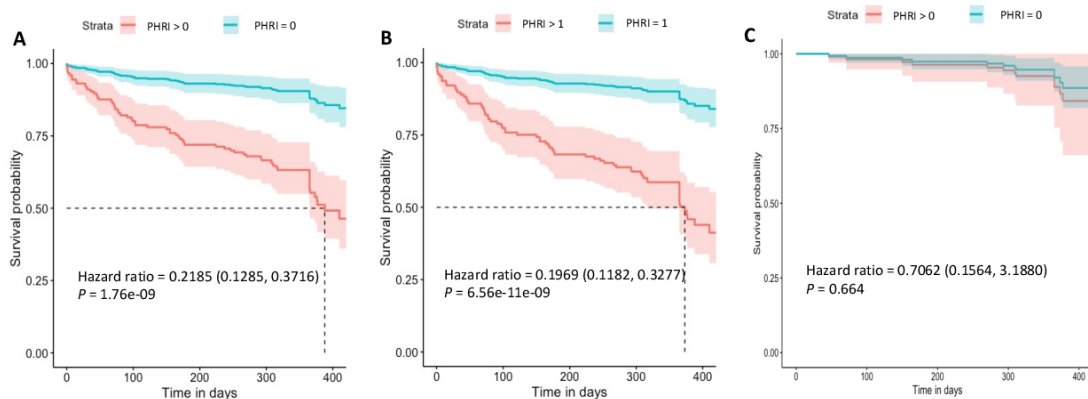 A
Strata PHRI > 0 PHRI = 0
1.00
0.75
0.50
0.25
0.00
Survival probability
Hazard ratio = 0.2185 (0.1285, 0.3716)
P = 1.76e-09
0 100 200 300 400
Time in days
B
Strata PHRI > 1 PHRI = 1
1.00
0.75
0.50
0.25
0.00
Survival probability
Hazard ratio = 0.1969 (0.1182, 0.3277)
P = 6.56e-11e-09
0 100 200 300 400
Time in days
C
Strata PHRI > 0 PHRI = 0
1.00
0.75
0.50
0.25
0.00
Survival probability
Hazard ratio = 0.7062 (0.1564, 3.1880)
P = 0.664
0 100 200 300 400
Time in days